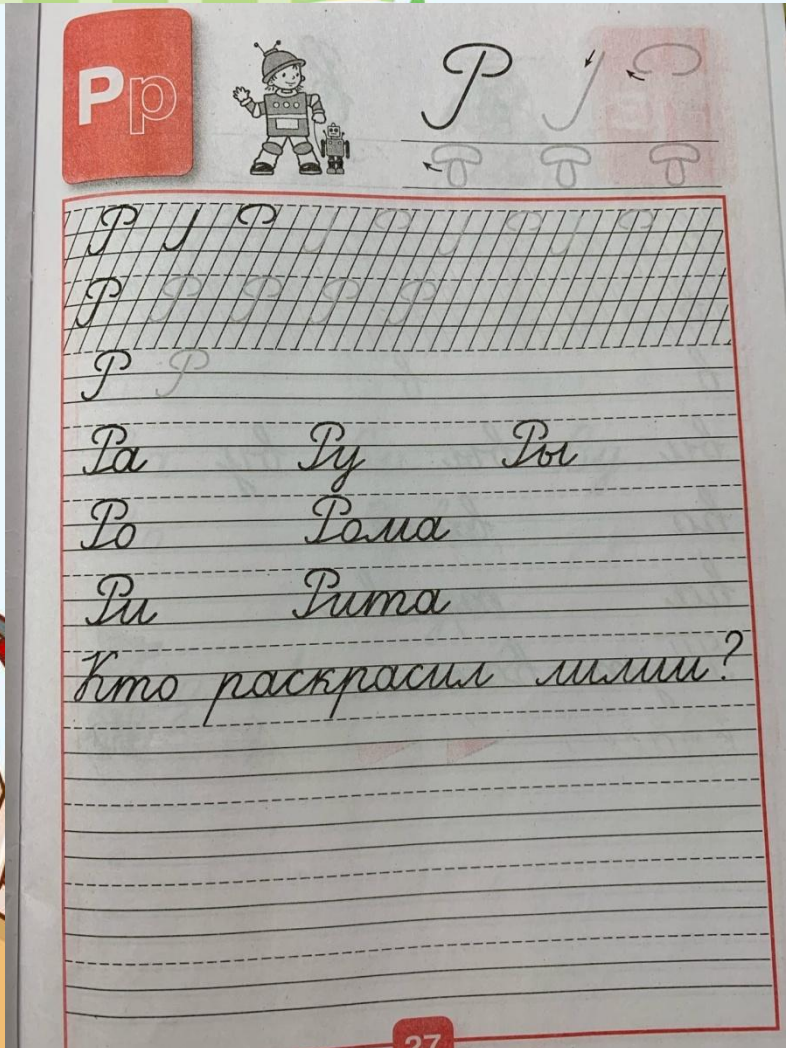 Рр
Р
Р Р
Р Р Р Р Р
Р Р
Ра Ру Ры
Ро Рома
Ри Рита
Кто раскрасил лилии?
27